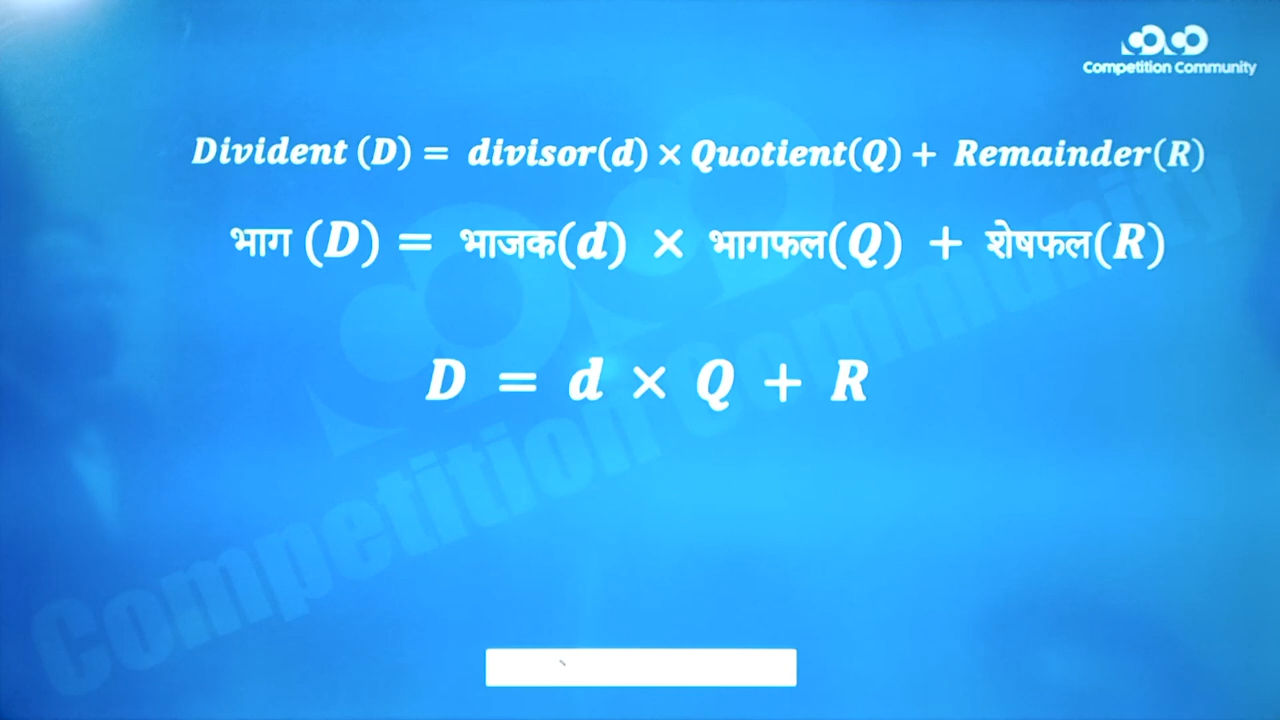 Competition Community
Divident (D) = divisor(d) × Quotient(Q) + Remainder(R)
भाग (D) = भाजक(d) × भागफल(Q) + शेषफल(R)
D = d × Q + R
Competition Community